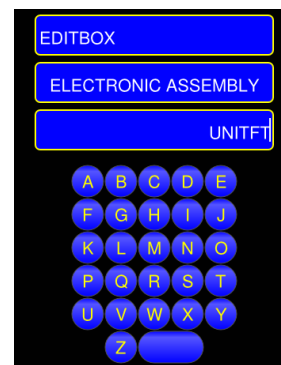 EDITBOX
ELECTRONIC ASSEMBLY
UNITFT
A B C D E
F G H I J
K L M N O
P Q R S T
U V W X Y
Z